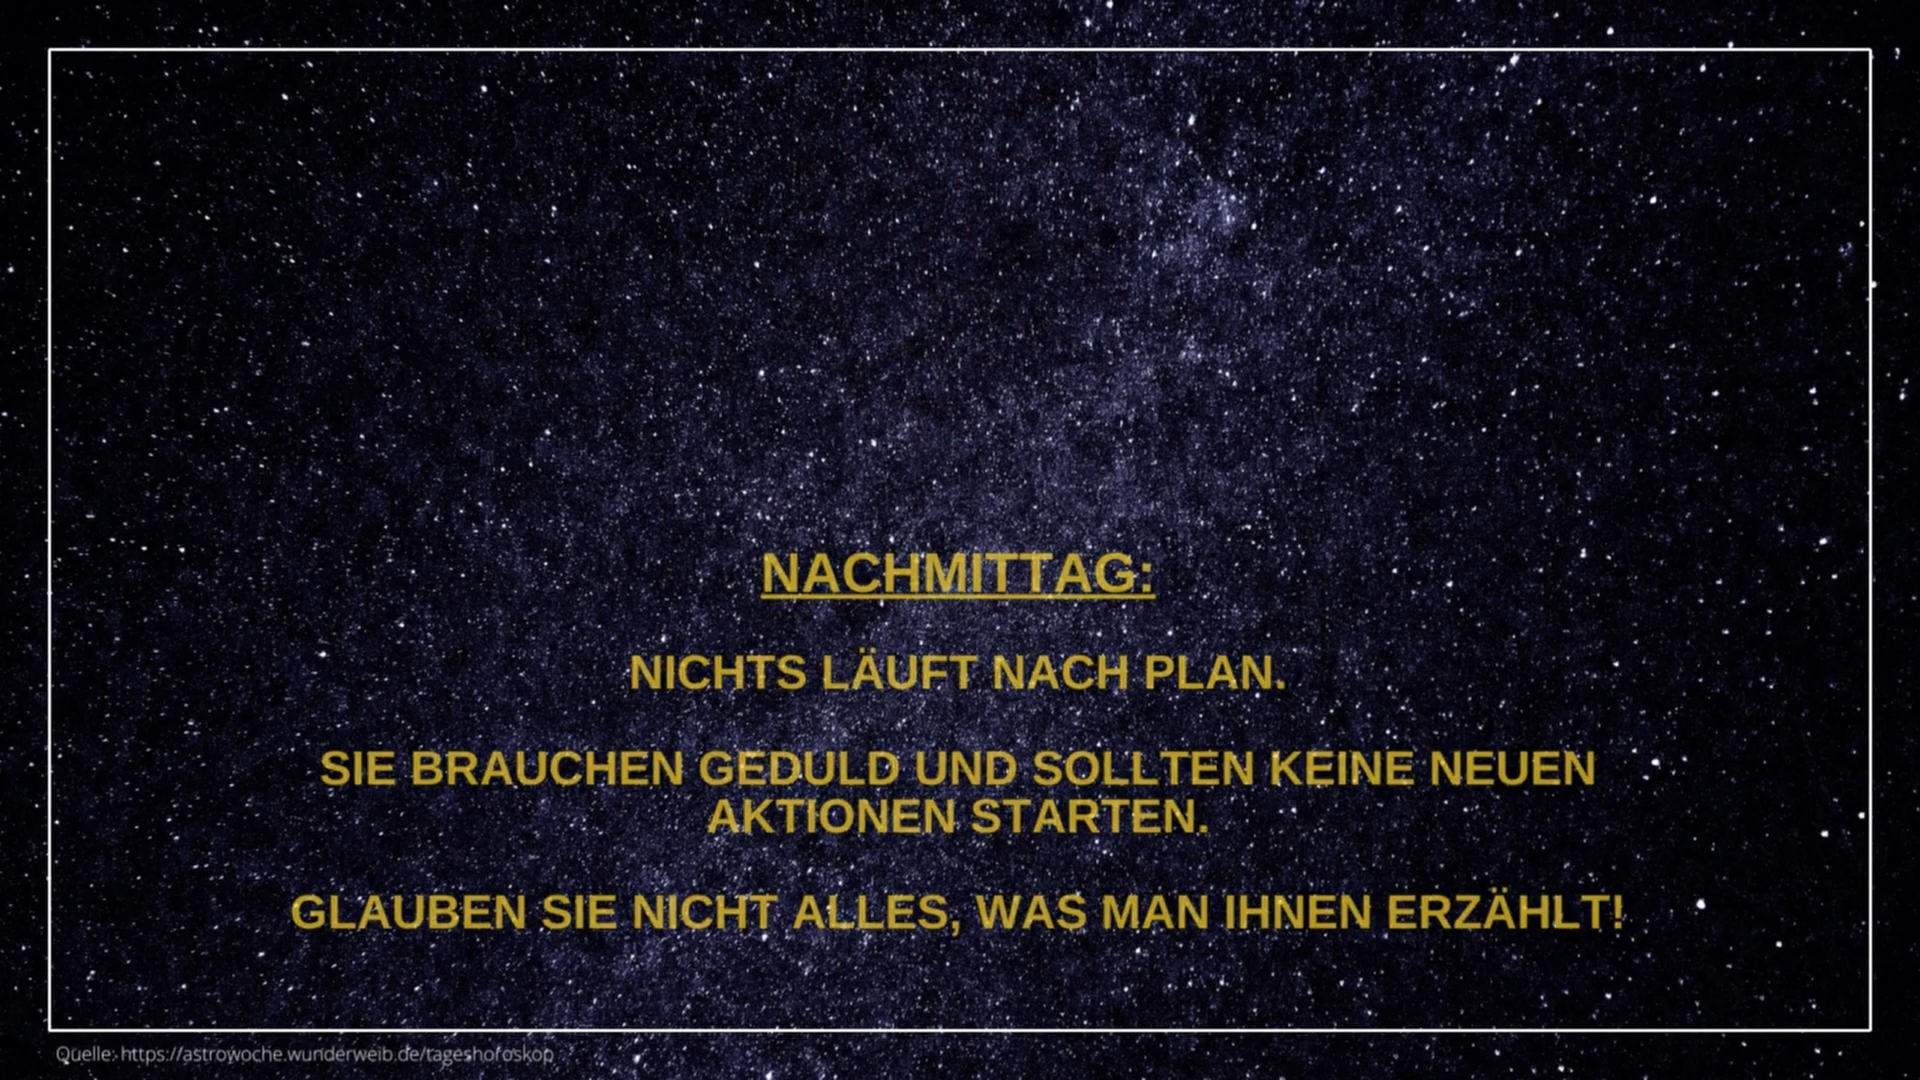 NACHMITTAG:
NICHTS LÄUFT NACH PLAN.
SIE BRAUCHEN GEDULD UND SOLLTEN KEINE NEUEN
AKTIONEN STARTEN.
GLAUBEN SIE NICHT ALLES, WAS MAN IHNEN ERZÄHLT!
Quelle: https://astrowoche.wunderweib.de/tageshoroskop